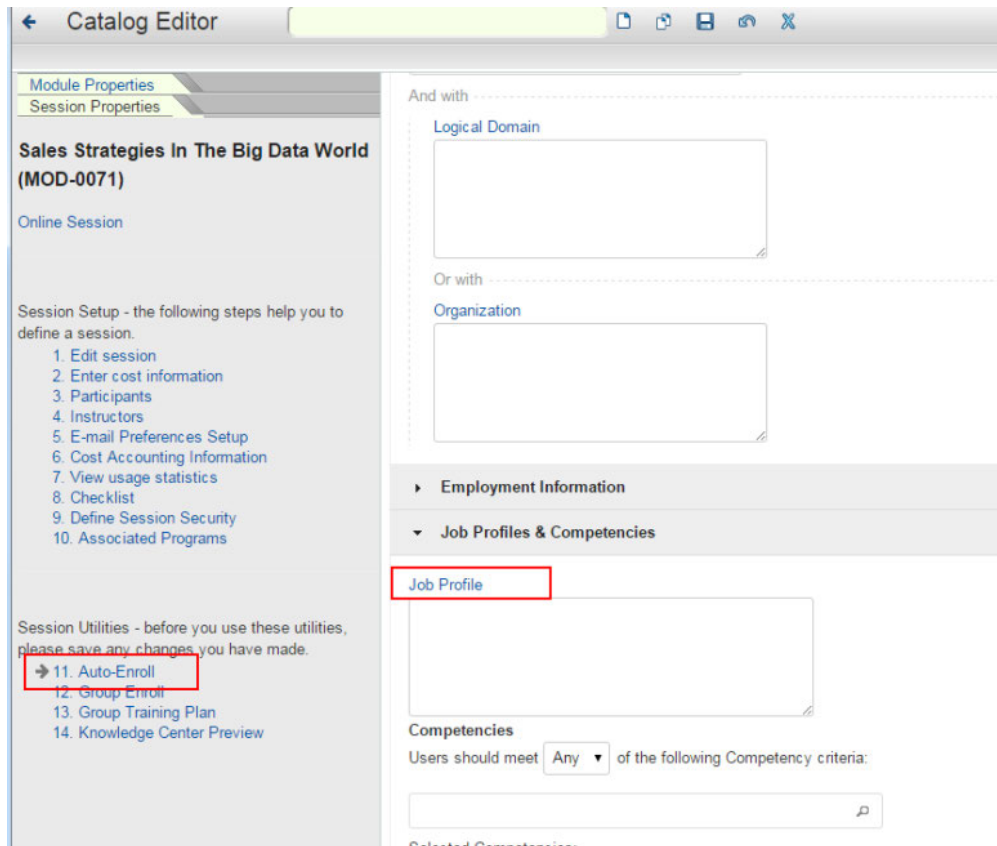 Catalog Editor
Module Properties
Session Properties
Sales Strategies In The Big Data World
(MOD-0071)
Online Session
Session Setup - the following steps help you to
define a session.
1. Edit session
2. Enter cost information
3. Participants
4. Instructors
5. E-mail Preferences Setup
6. Cost Accounting Information
7. View usage statistics
8. Checklist
9. Define Session Security
10. Associated Programs
Session Utilities - before you use these utilities,
please save any changes you have made.
11. Auto-Enroll
12. Group Enroll
13. Group Training Plan
14. Knowledge Center Preview
And with
Logical Domain
Or with
Organization
Employment Information
Job Profiles & Competencies
Job Profile
Competencies
Users should meet Any of the following Competency criteria:
Selected Competencies: